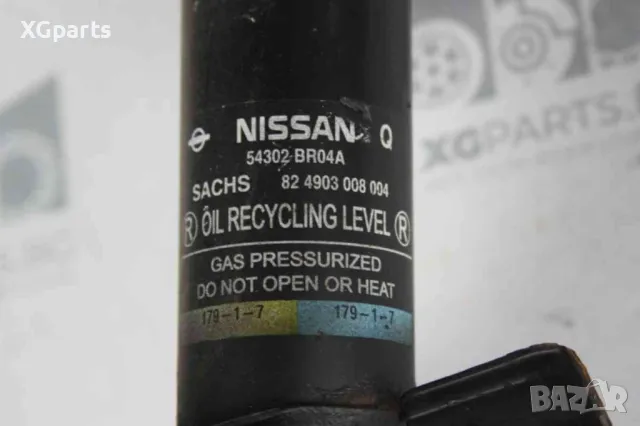 XGparts
NISSAN Q
54302-BR04A
SACHS 82 4903 008 004
® OIL RECYCLING LEVEL ®
GAS PRESSURIZED
DO NOT OPEN OR HEAT
179-1-7 179-1-7
XGPARTS.
BAZAR